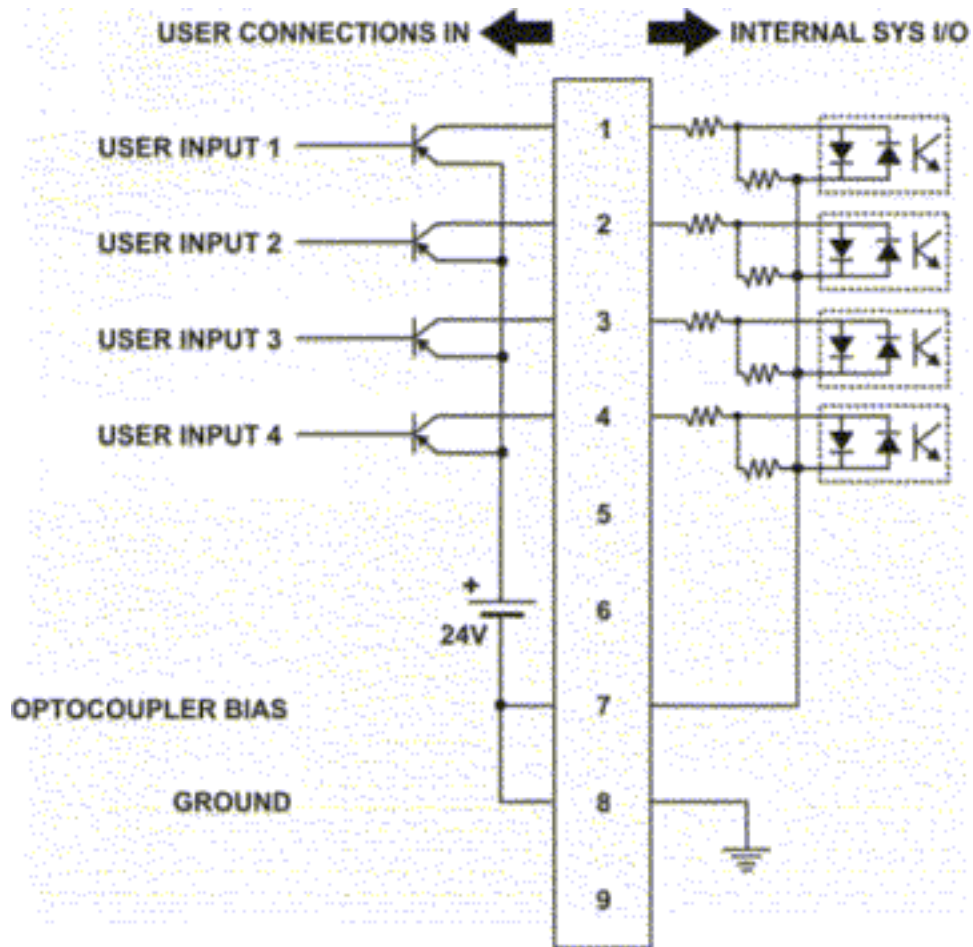 USER CONNECTIONS IN
INTERNAL SYS I/O
USER INPUT 1
1
USER INPUT 2
2
USER INPUT 3
3
USER INPUT 4
4
5
+
24V
6
OPTOCOUPLER BIAS
7
GROUND
8
9